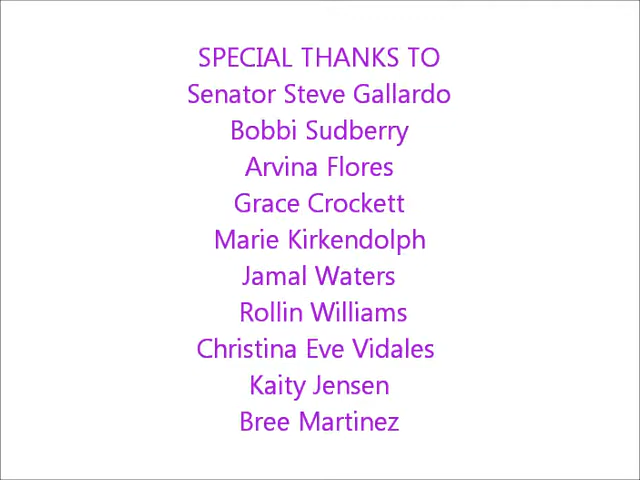 SPECIAL THANKS TO
Senator Steve Gallardo
Bobbi Sudberry
Arvina Flores
Grace Crockett
Marie Kirkendolph
Jamal Waters
Rollin Williams
Christina Eve Vidales
Kaity Jensen
Bree Martinez